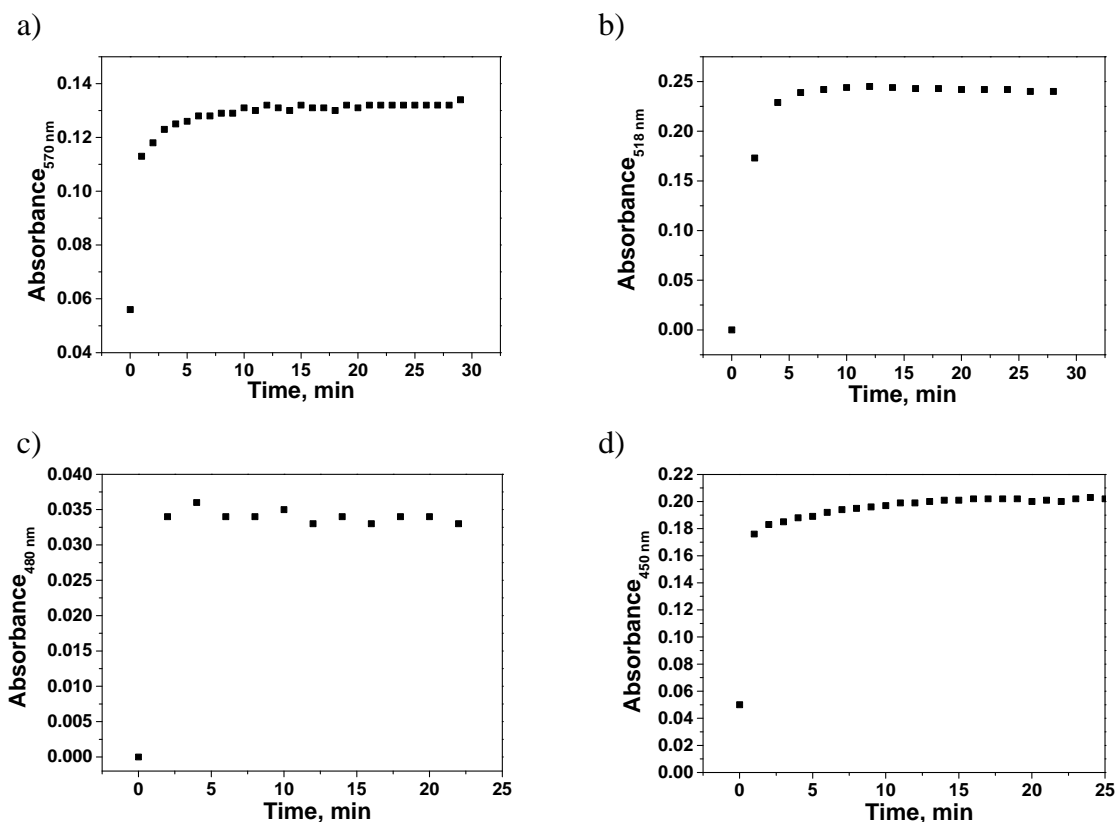 a)
0.14
0.12
0.10
0.08
0.06
0.04
0 5 10 15 20 25 30
Absorbance570 nm
Time, min
b)
0.25
0.20
0.15
0.10
0.05
0.00
0 5 10 15 20 25 30
Absorbance518 nm
Time, min
c)
0.040
0.035
0.030
0.025
0.020
0.015
0.010
0.005
0.000
0 5 10 15 20 25
Absorbance480 nm
Time, min
d)
0.22
0.20
0.18
0.16
0.14
0.12
0.10
0.08
0.06
0.04
0.02
0.00
0 5 10 15 20 25
Absorbance450 nm
Time, min